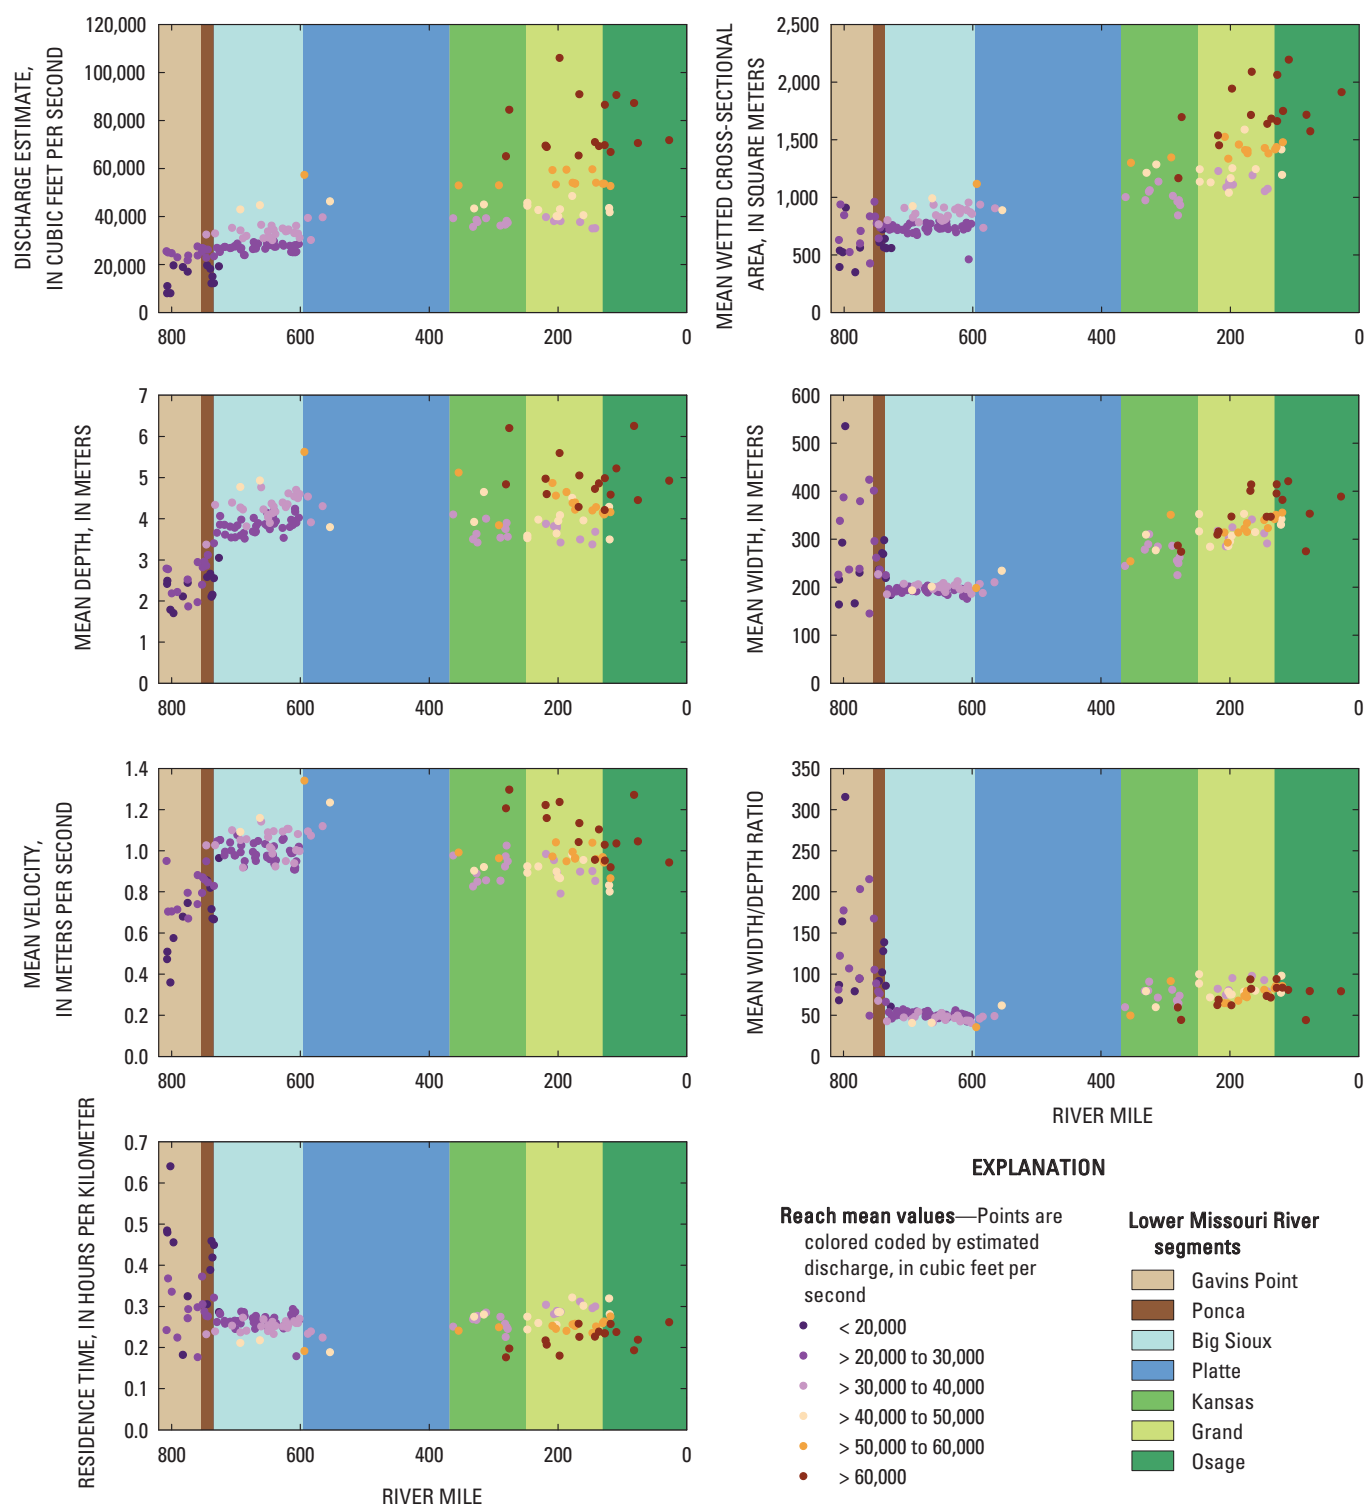 DISCHARGE ESTIMATE,
IN CUBIC FEET PER SECOND
120,000
100,000
80,000
60,000
40,000
20,000
0
800
600
400
200
0
MEAN WETTED CROSS-SECTIONAL
AREA, IN SQUARE METERS
2,500
2,000
1,500
1,000
500
0
800
600
400
200
0
MEAN DEPTH, IN METERS
7
6
5
4
3
2
1
0
800
600
400
200
0
MEAN WIDTH, IN METERS
600
500
400
300
200
100
0
800
600
400
200
0
MEAN VELOCITY,
IN METERS PER SECOND
1.4
1.2
1.0
0.8
0.6
0.4
0.2
0.0
800
600
400
200
0
MEAN WIDTH/DEPTH RATIO
350
300
250
200
150
100
50
0
800
600
400
200
0
RIVER MILE
RESIDENCE TIME, IN HOURS PER KILOMETER
0.7
0.6
0.5
0.4
0.3
0.2
0.1
0.0
800
600
400
200
0
RIVER MILE
EXPLANATION
Reach mean values—Points are
colored coded by estimated
discharge, in cubic feet per
second
< 20,000
> 20,000 to 30,000
> 30,000 to 40,000
> 40,000 to 50,000
> 50,000 to 60,000
> 60,000
Lower Missouri River
segments
Gavins Point
Ponca
Big Sioux
Platte
Kansas
Grand
Osage